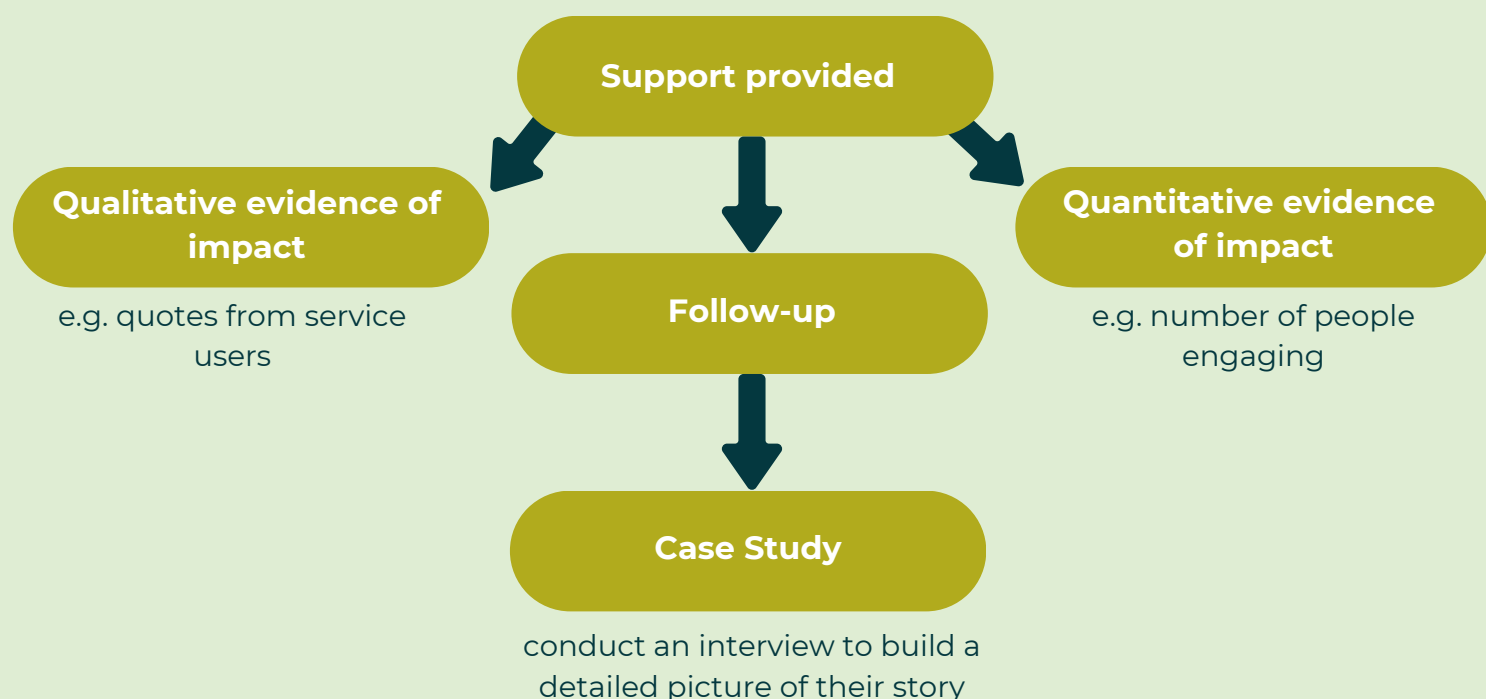 Support provided
Qualitative evidence of
impact
e.g. quotes from service
users
Quantitative evidence
of impact
e.g. number of people
engaging
Follow-up
Case Study
conduct an interview to build a
detailed picture of their story